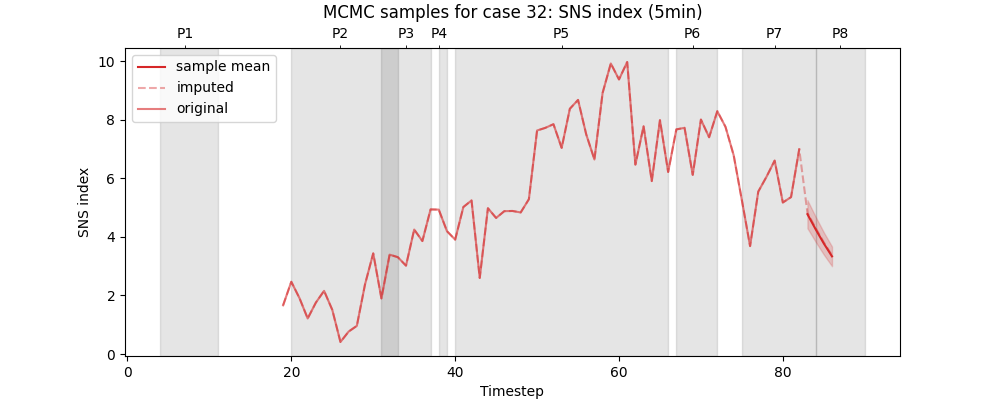 MCMC samples for case 32: SNS index (5min)
P1 P2 P3 P4 P5 P6 P7 P8
sample mean
imputed
original
10
8
6
4
2
0
SNS index
0 20 40 60 80
Timestep